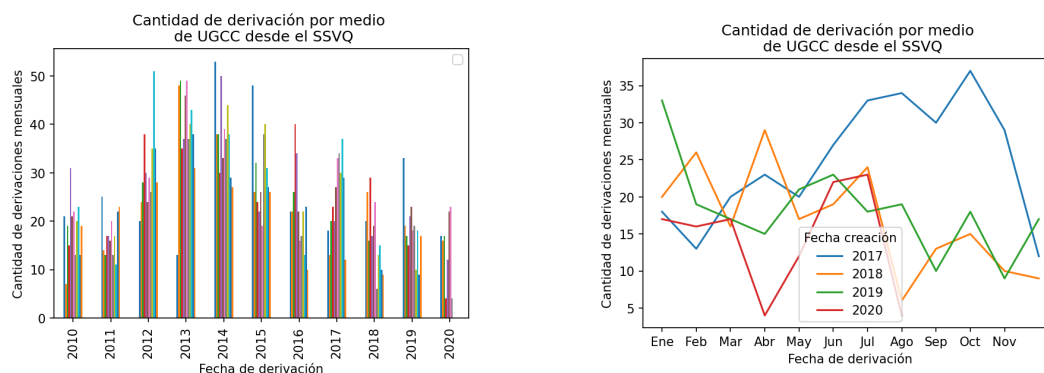 Cantidad de derivación por medio
de UGCC desde el SSVQ
Cantidad de derivaciones mensuales
50
40
30
20
10
0
2010
2011
2012
2013
2014
2015
2016
2017
2018
2019
2020
Fecha de derivación
Cantidad de derivación por medio
de UGCC desde el SSVQ
Cantidad de derivaciones mensuales
35
30
25
20
15
10
5
Fecha creación
2017
2018
2019
2020
Ene Feb Mar Abr May Jun Jul Ago Sep Oct Nov
Fecha de derivación